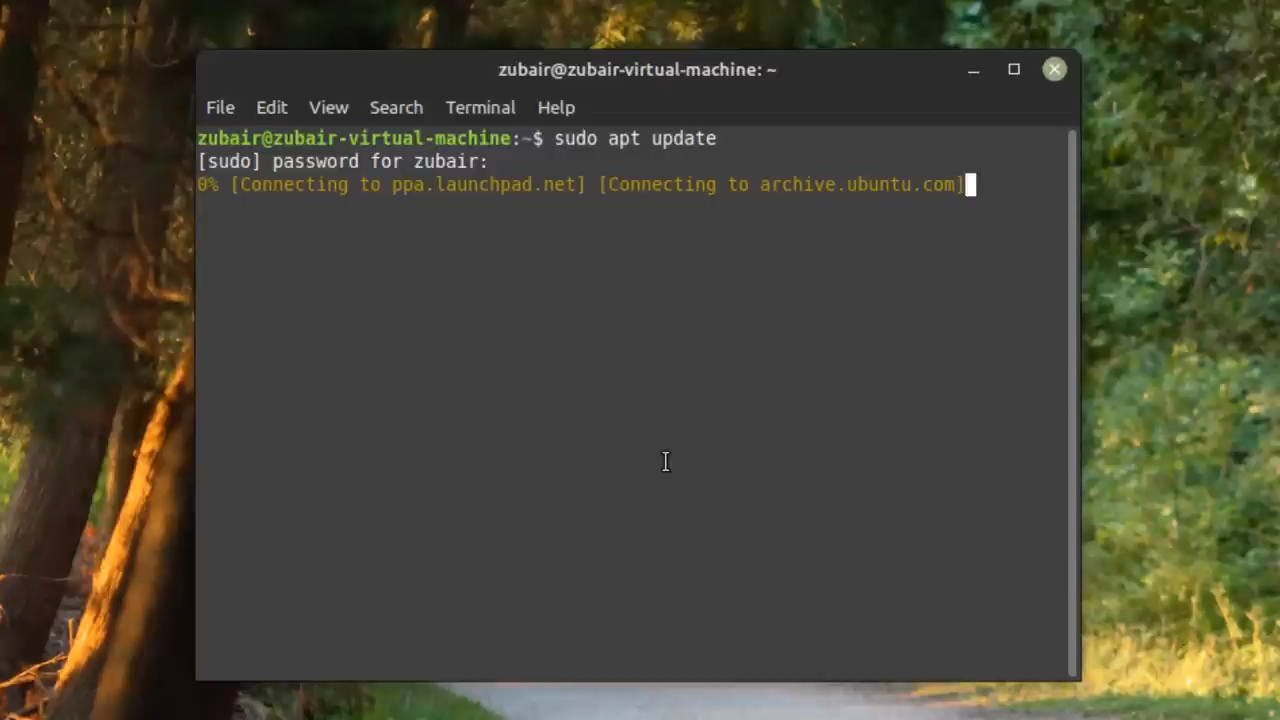 zubair@zubair-virtual-machine: ~
File Edit View Search Terminal Help
zubair@zubair-virtual-machine:~$ sudo apt update
[sudo] password for zubair:
0% [Connecting to ppa.launchpad.net] [Connecting to archive.ubuntu.com]